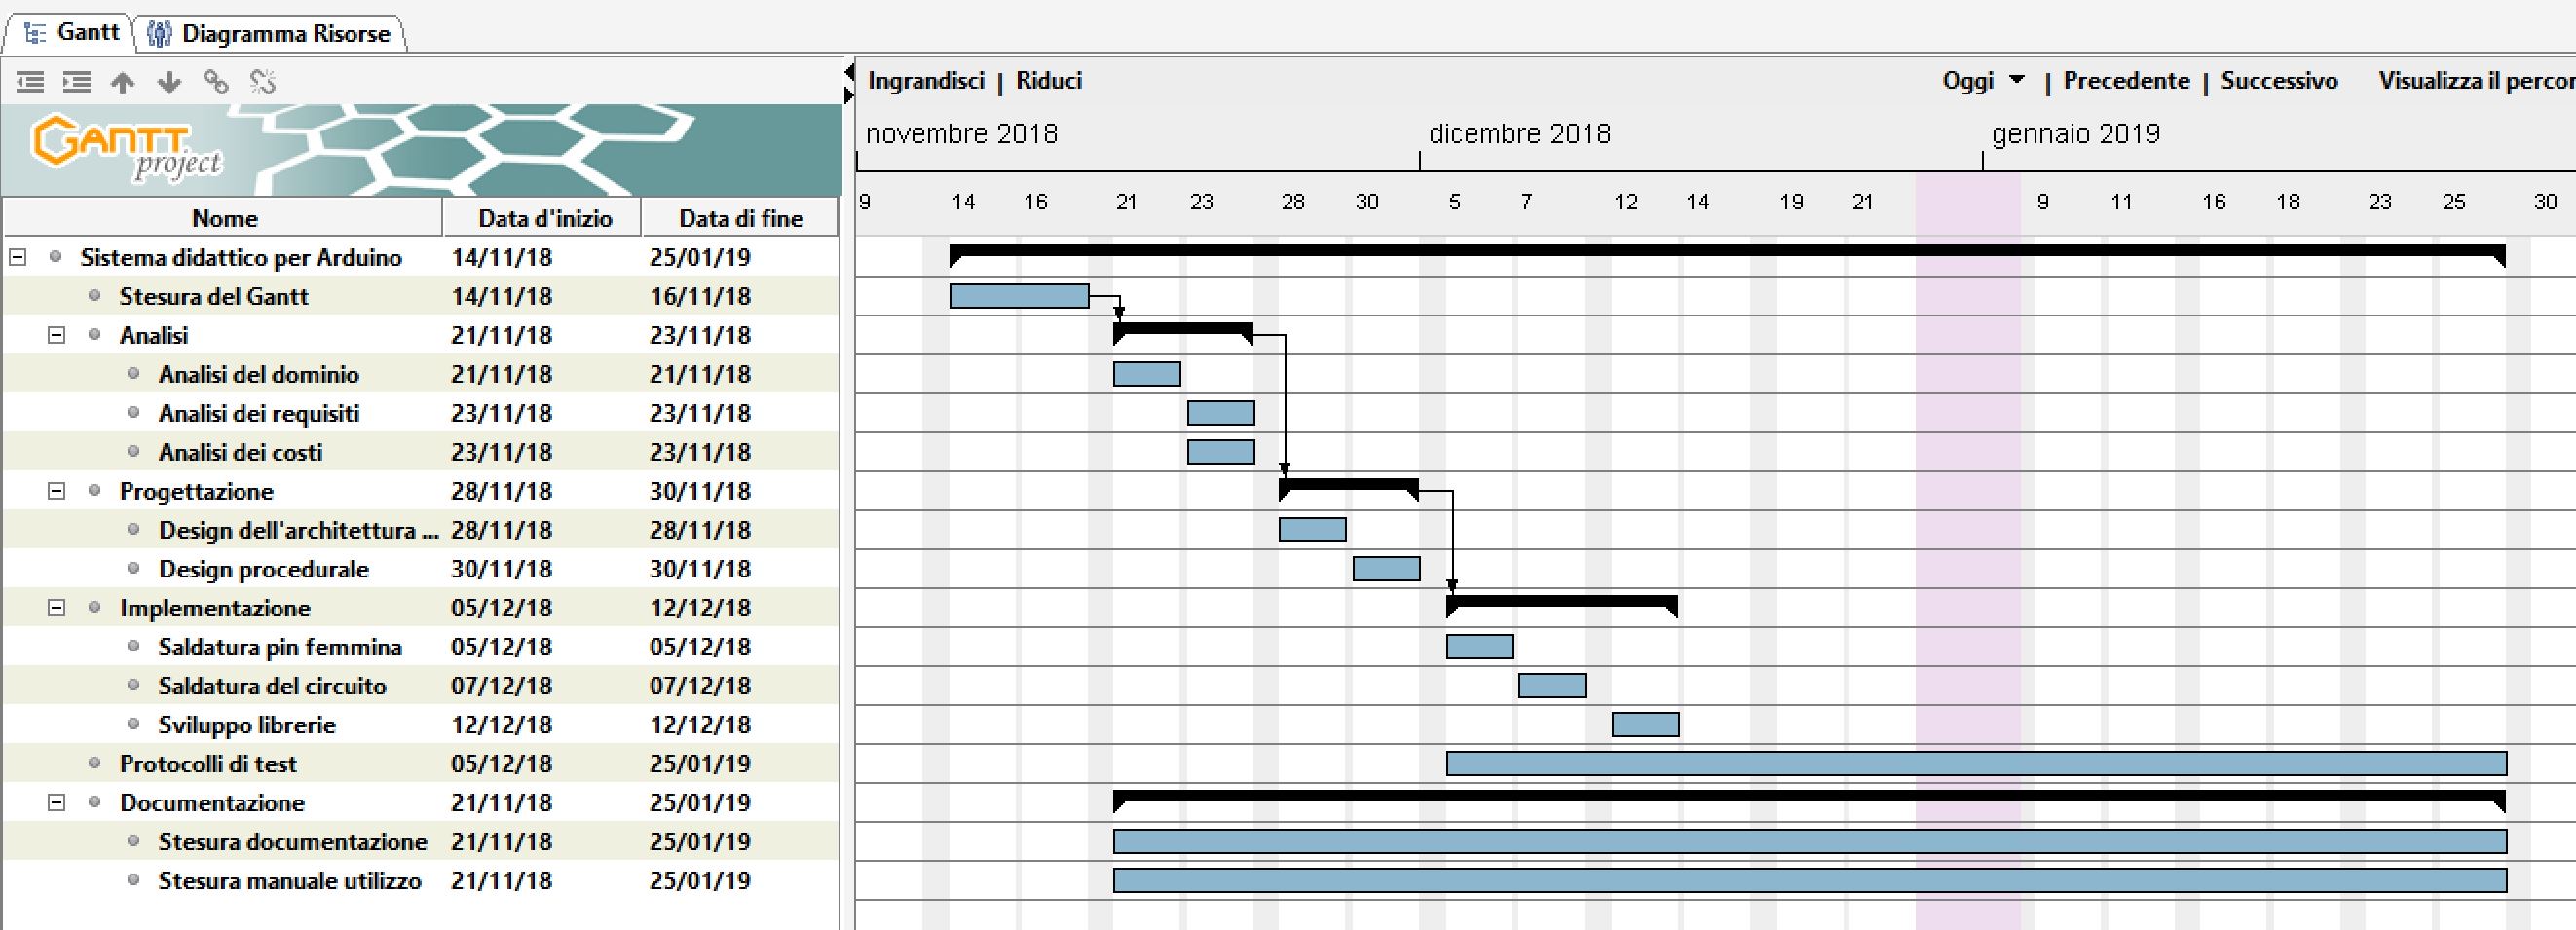 Gantt Diagramma Risorse
Ingrandisci | Riduci Oggi | Precedente | Successivo Visualizza il percor
GANTT project
novembre 2018 dicembre 2018 gennaio 2019
9 14 16 21 23 28 30 5 7 12 14 19 21 9 11 16 18 23 25 30
Nome Data d'inizio Data di fine
Sistema didattico per Arduino 14/11/18 25/01/19
Stesura del Gantt 14/11/18 16/11/18
Analisi 21/11/18 23/11/18
Analisi del dominio 21/11/18 21/11/18
Analisi dei requisiti 23/11/18 23/11/18
Analisi dei costi 23/11/18 23/11/18
Progettazione 28/11/18 30/11/18
Design dell'architettura ... 28/11/18 28/11/18
Design procedurale 30/11/18 30/11/18
Implementazione 05/12/18 12/12/18
Saldatura pin femmina 05/12/18 05/12/18
Saldatura del circuito 07/12/18 07/12/18
Sviluppo librerie 12/12/18 12/12/18
Protocolli di test 05/12/18 25/01/19
Documentazione 21/11/18 25/01/19
Stesura documentazione 21/11/18 25/01/19
Stesura manuale utilizzo 21/11/18 25/01/19